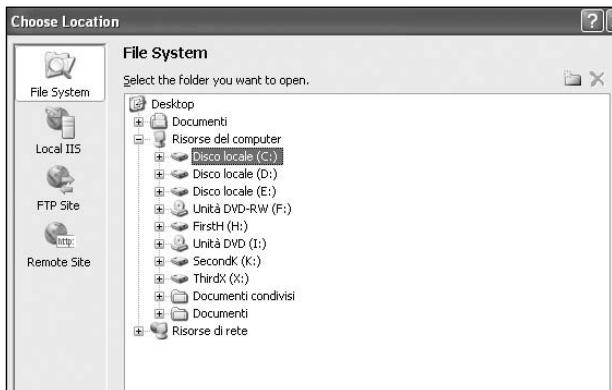 Choose Location
File System
Select the folder you want to open.
File System
Local IIS
FTP Site
http:
Remote Site
Desktop
Documenti
Risorse del computer
Disco locale (C:)
Disco locale (D:)
Disco locale (E:)
Unità DVD-RW (F:)
FirstH (H:)
Unità DVD (I:)
SecondK (K:)
ThirdX (X:)
Documenti condivisi
Documenti
Risorse di rete